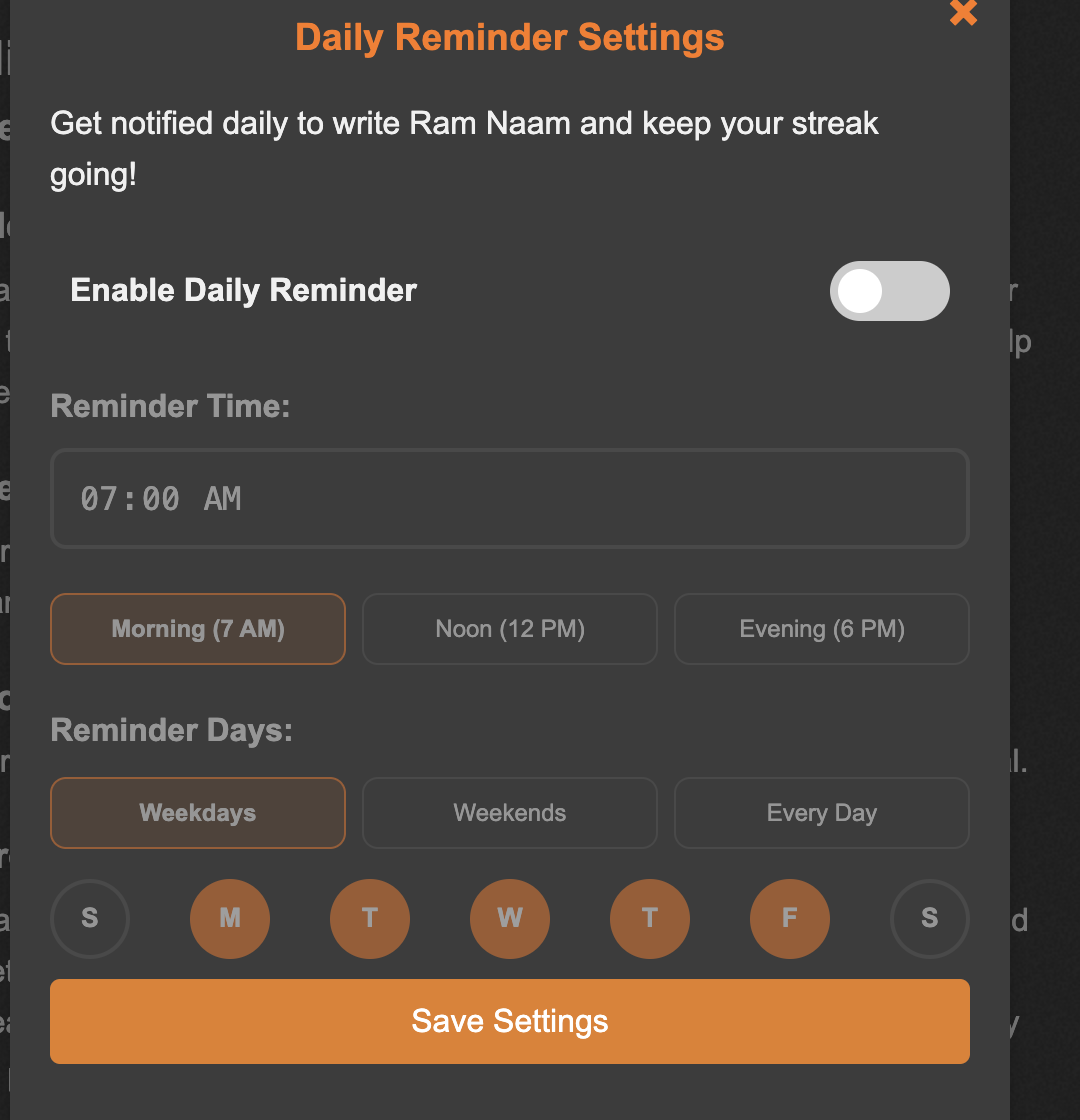 Daily Reminder Settings
Get notified daily to write Ram Naam and keep your streak
going!
Enable Daily Reminder
Reminder Time:
07:00 AM
Morning (7 AM) Noon (12 PM) Evening (6 PM)
Reminder Days:
Weekdays Weekends Every Day
S M T W T F S
Save Settings